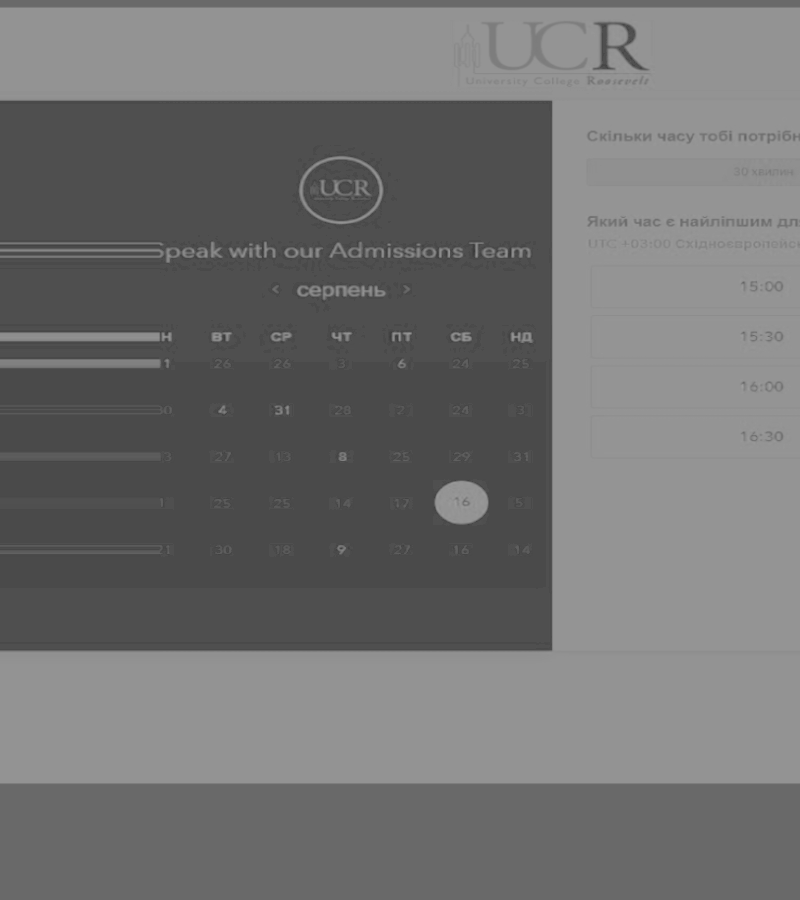 UCR
University College Roosevelt
UCR
Speak with our Admissions Team
< серпень >
Н ВТ СР ЧТ ПТ СБ НД
1 26 26 3 6 24 25
0 4 31 28 2 24 3
3 27 13 8 25 29 31
1 25 25 14 12 16 5
21 30 18 9 27 16 14
Скільки часу тобі потрібн
30 хвилин
Який час є найліпшим дл
UTC +03:00 Східноєвропейсь
15:00
15:30
16:00
16:30